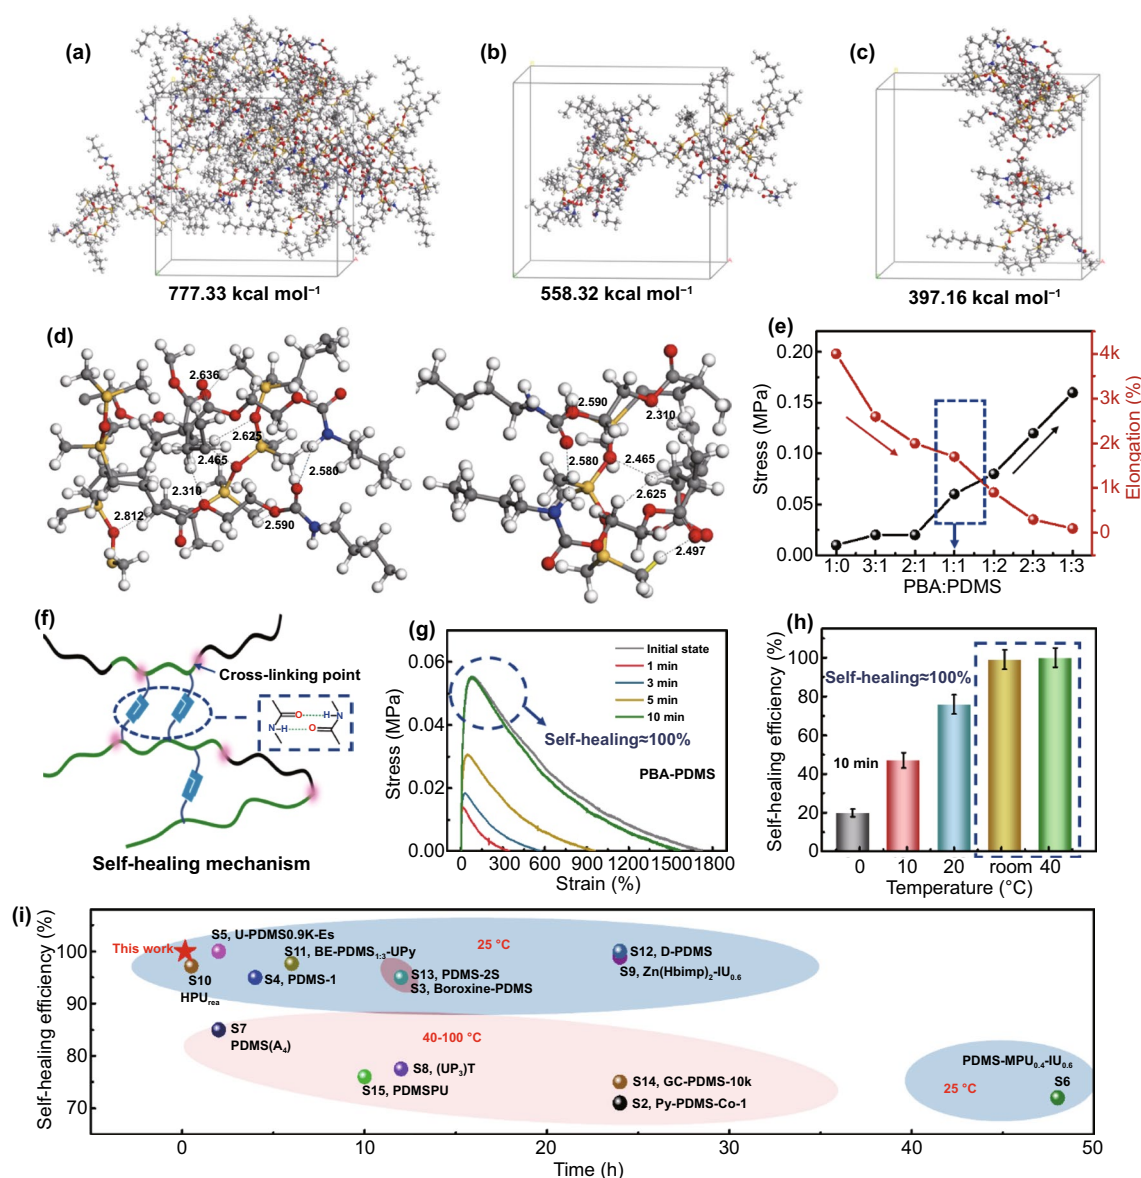 (a)
(b)
(c)
777.33 kcal mol⁻¹
558.32 kcal mol⁻¹
397.16 kcal mol⁻¹
(d)
2.636
2.625
2.465
2.310
2.812
2.580
2.590
2.590
2.310
2.580
2.465
2.625
2.497
(e)
Stress (MPa)
0.20
0.15
0.10
0.05
0.00
4k
3k
2k
1k
0
Elongation (%)
1:0 3:1 2:1 1:1 1:2 2:3 1:3
PBA:PDMS
(f)
Cross-linking point
O H N
N H O
Self-healing mechanism
(g)
Stress (MPa)
0.06
0.04
0.02
0.00
Initial state
1 min
3 min
5 min
10 min
Self-healing≈100%
PBA-PDMS
0 300 600 900 1200 1500 1800
Strain (%)
(h)
Self-healing efficiency (%)
100
80
60
40
20
0
Self-healing≈100%
10 min
0 10 20 room 40
Temperature (°C)
(i)
Self-healing efficiency (%)
100
90
80
70
This work
S5, U-PDMS0.9K-Es
25 °C
S11, BE-PDMS₁:₃-UPy
S10
HPUrea
S4, PDMS-1
S13, PDMS-2S
S3, Boroxine-PDMS
S12, D-PDMS
S9, Zn(Hbimp)₂-IU₀.₆
S7
PDMS(A₄)
40-100 °C
S8, (UP₃)T
S15, PDMSPU
S14, GC-PDMS-10k
S2, Py-PDMS-Co-1
PDMS-MPU₀.₄-IU₀.₆
25 °C
S6
0 10 20 30 40 50
Time (h)